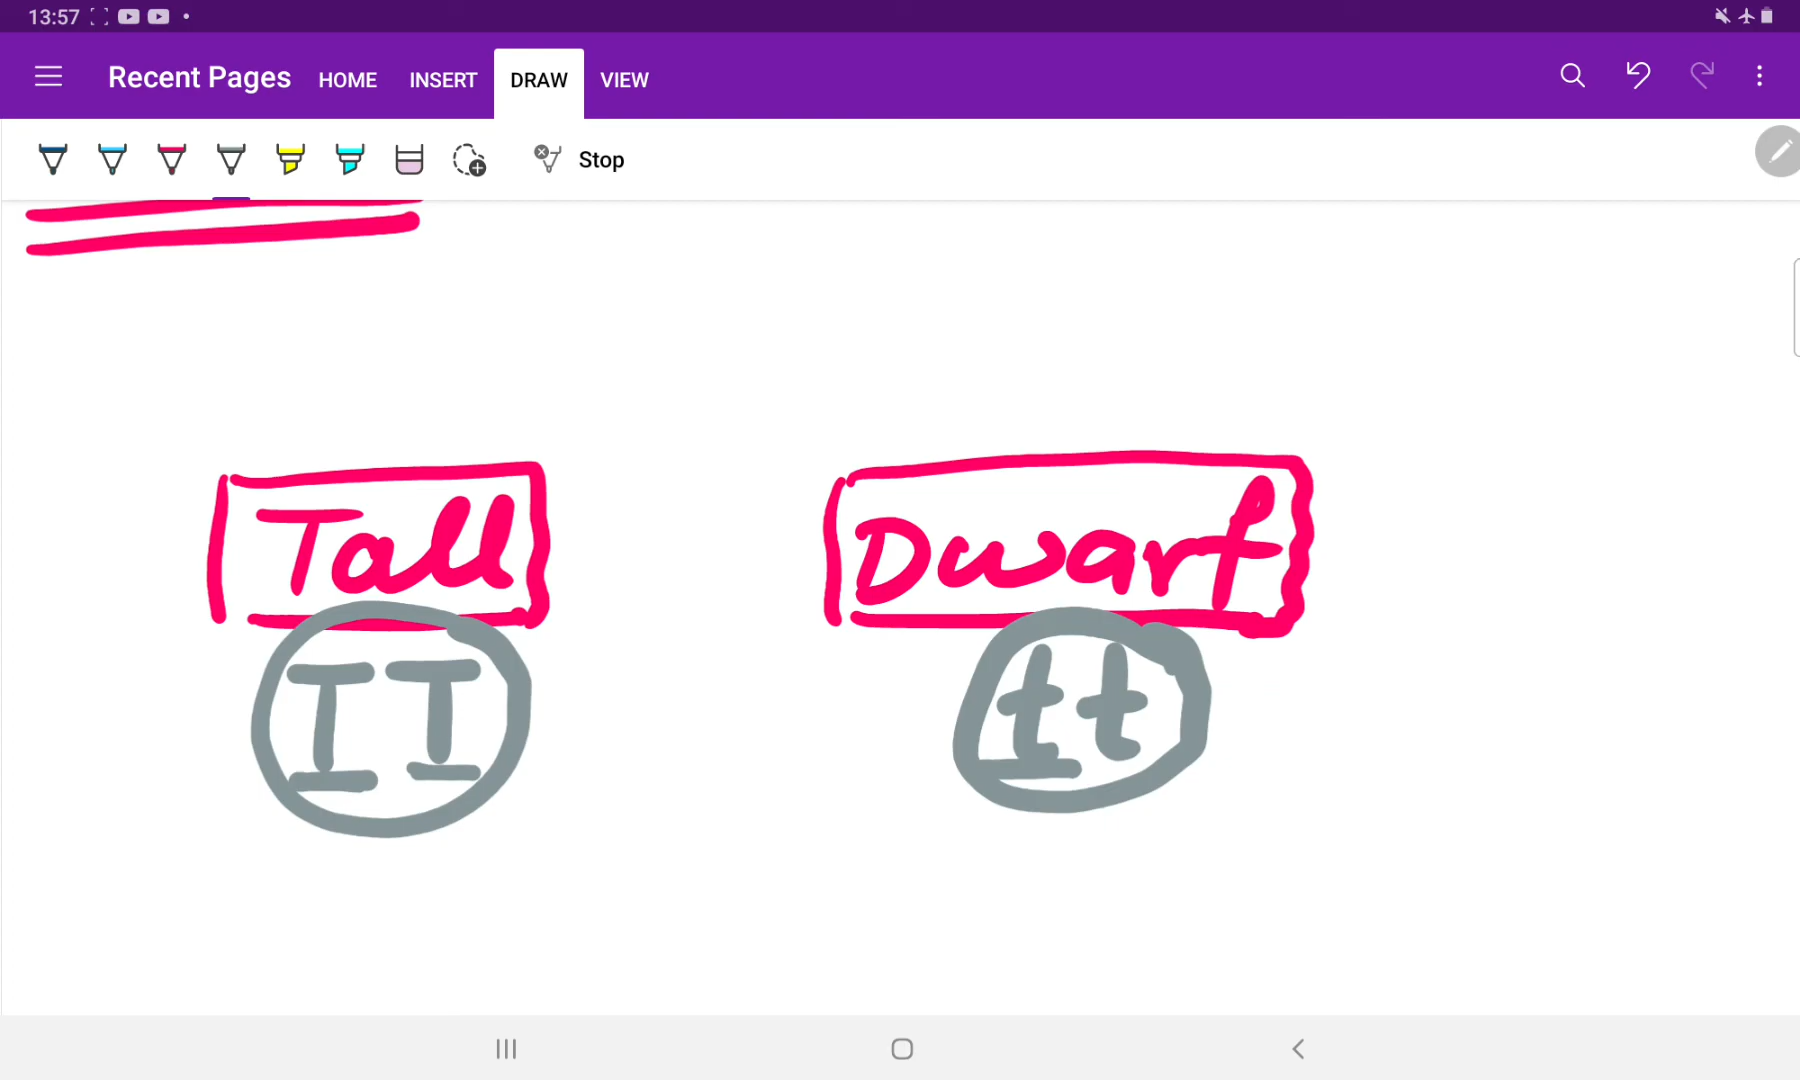 13:57
Recent Pages HOME INSERT DRAW VIEW
Stop
Tall Dwarf
TT tt